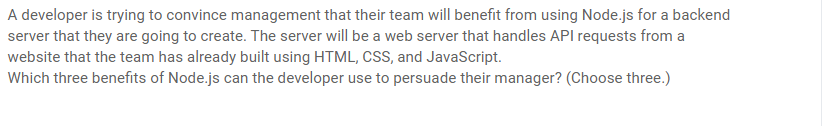 A developer is trying to convince management that their team will benefit from using Node.js for a backend
server that they are going to create. The server will be a web server that handles API requests from a
website that the team has already built using HTML, CSS, and JavaScript.
Which three benefits of Node.js can the developer use to persuade their manager? (Choose three.)